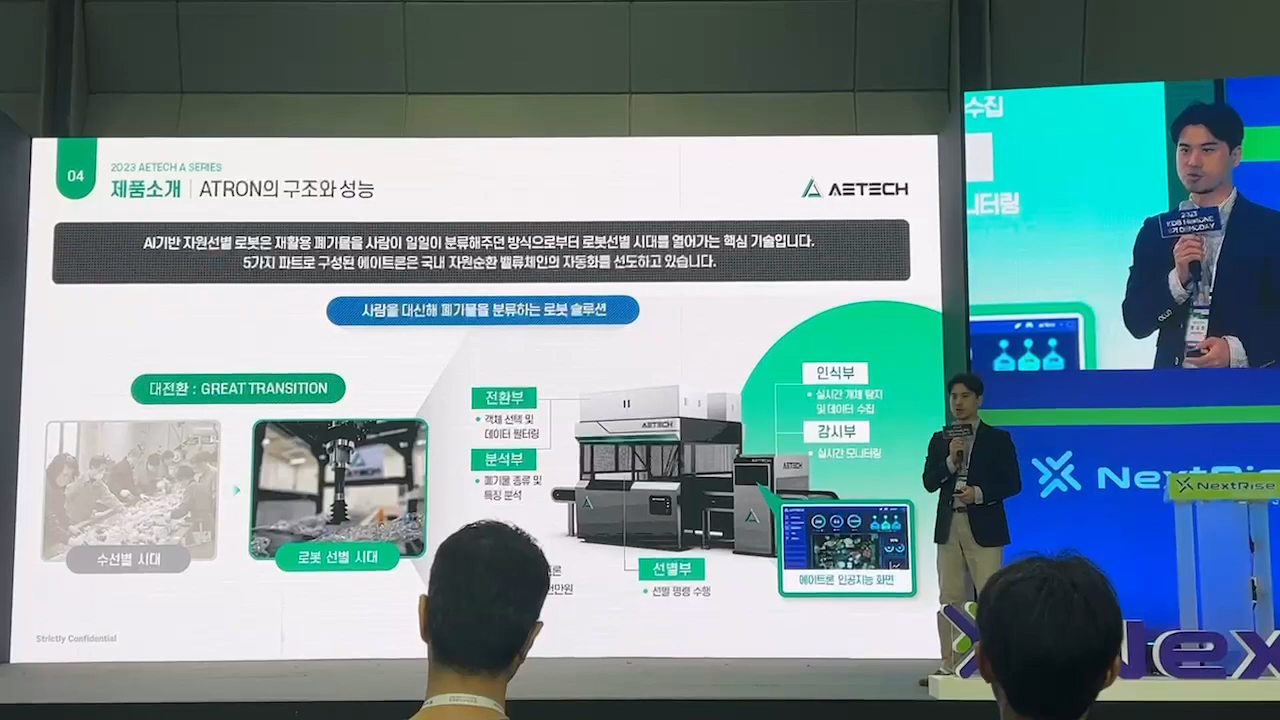 04
2023 AETECH A SERIES
제품소개 | ATRON의 구조와 성능
AETECH
AI기반 자원선별 로봇은 재활용 폐기물을 사람이 일일이 분류해주던 방식으로부터 로봇선별 시대를 열어가는 핵심 기술입니다.
5가지 파트로 구성된 에이트론은 국내 자원순환 밸류체인의 자동화를 선도하고 있습니다.
사람을 대신해 폐기물을 분류하는 로봇 솔루션
대전환 : GREAT TRANSITION
수선별 시대
로봇 선별 시대
전환부
• 객체 선택 및
데이터 필터링
분석부
• 폐기물 종류 및
특징 분석
AETECH
AETECH
인식부
• 실시간 개체 탐지
및 데이터 수집
감시부
• 실시간 모니터링
선별부
• 선별 명령 수행
에이트론 인공지능 화면
론
천만원
Strictly Confidential
수집
니터링
2023
KDB NextONE
DEMODAY
NextRise
NextRise
Nex